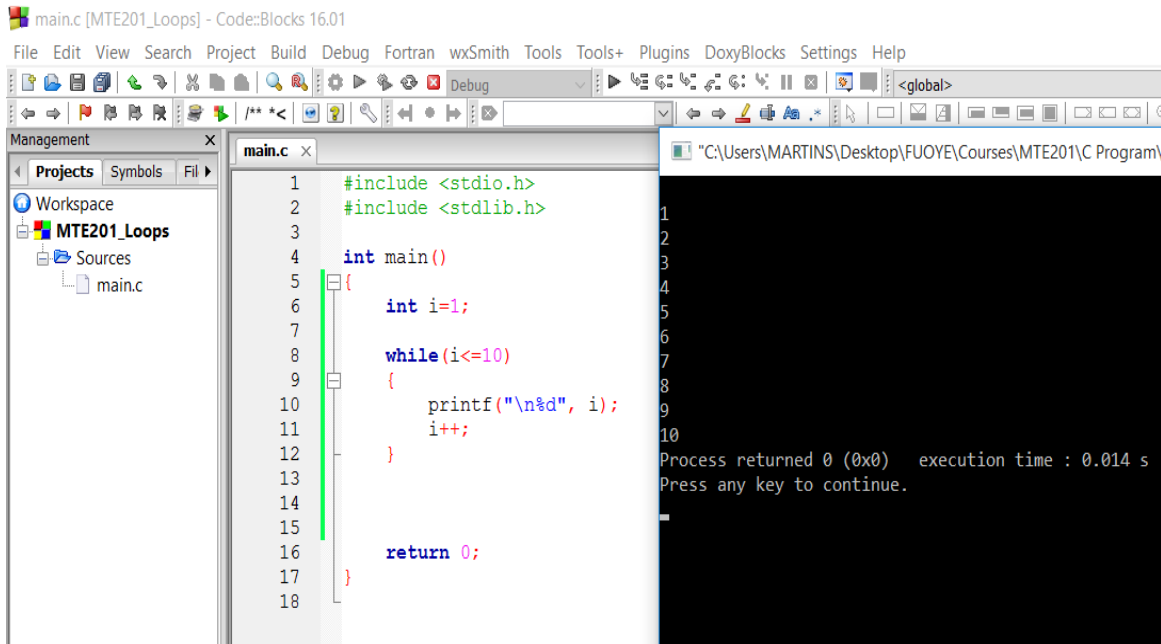 main.c [MTE201_Loops] - Code::Blocks 16.01
File Edit View Search Project Build Debug Fortran wxSmith Tools Tools+ Plugins DoxyBlocks Settings Help
Debug
<global>
/** *<
Aa .*
Management X
Projects Symbols Fil
main.c ×
"C:\Users\MARTINS\Desktop\FUOYE\Courses\MTE201\C Program\
Workspace
MTE201_Loops
Sources
main.c
1 #include <stdio.h>
2 #include <stdlib.h>
3
4 int main()
5 {
6 int i=1;
7
8 while(i<=10)
9 {
10 printf("\n%d", i);
11 i++;
12 }
13
14
15
16 return 0;
17 }
18
1
2
3
4
5
6
7
8
9
10
Process returned 0 (0x0) execution time : 0.014 s
Press any key to continue.